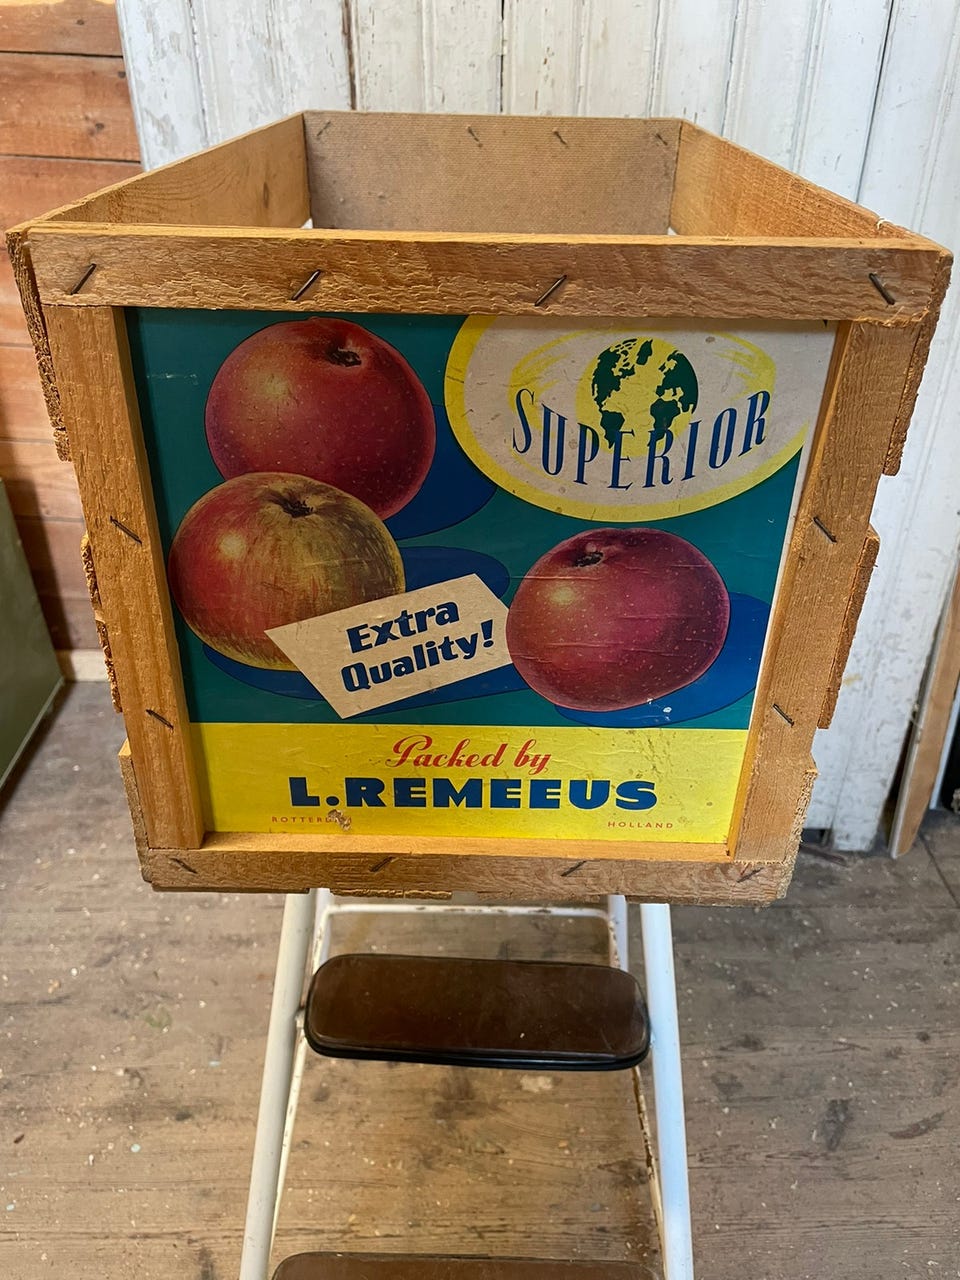 SUPERIOR
Extra
Quality!
Packed by
L.REMEEUS
HOLLAND